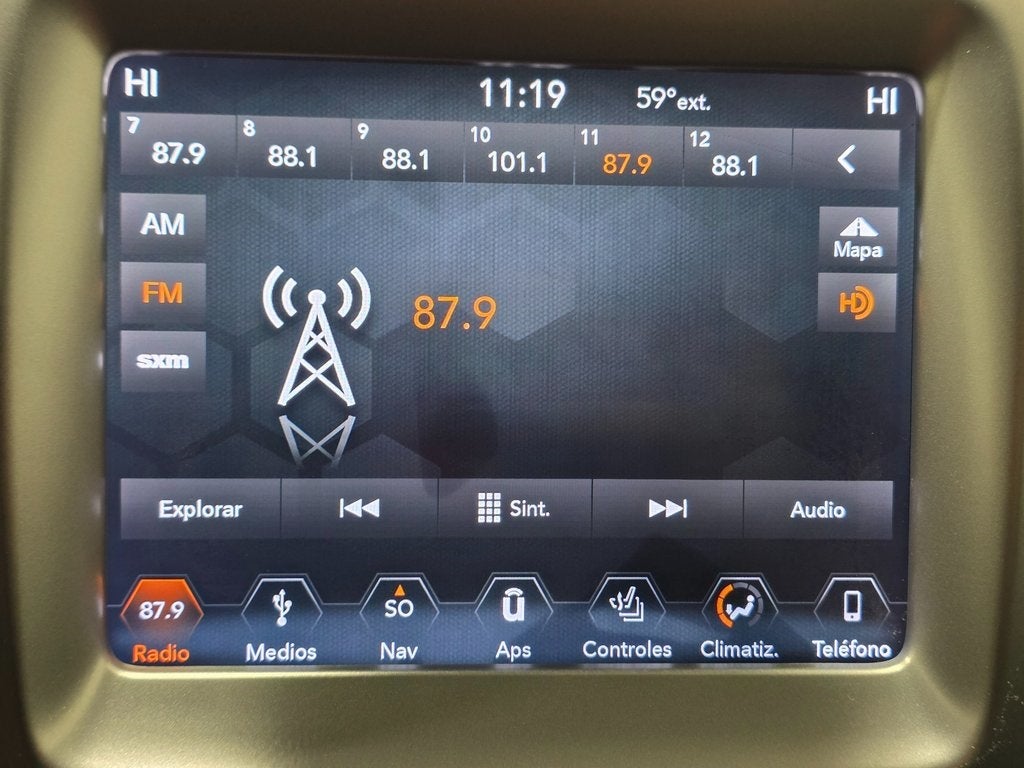 HI 11:19 59°ext. HI
7 87.9 8 88.1 9 88.1 10 101.1 11 87.9 12 88.1
AM
Mapa
FM
87.9
HD
sxm
Explorar Sint. Audio
87.9 SO u
Radio Medios Nav Aps Controles Climatiz. Teléfono